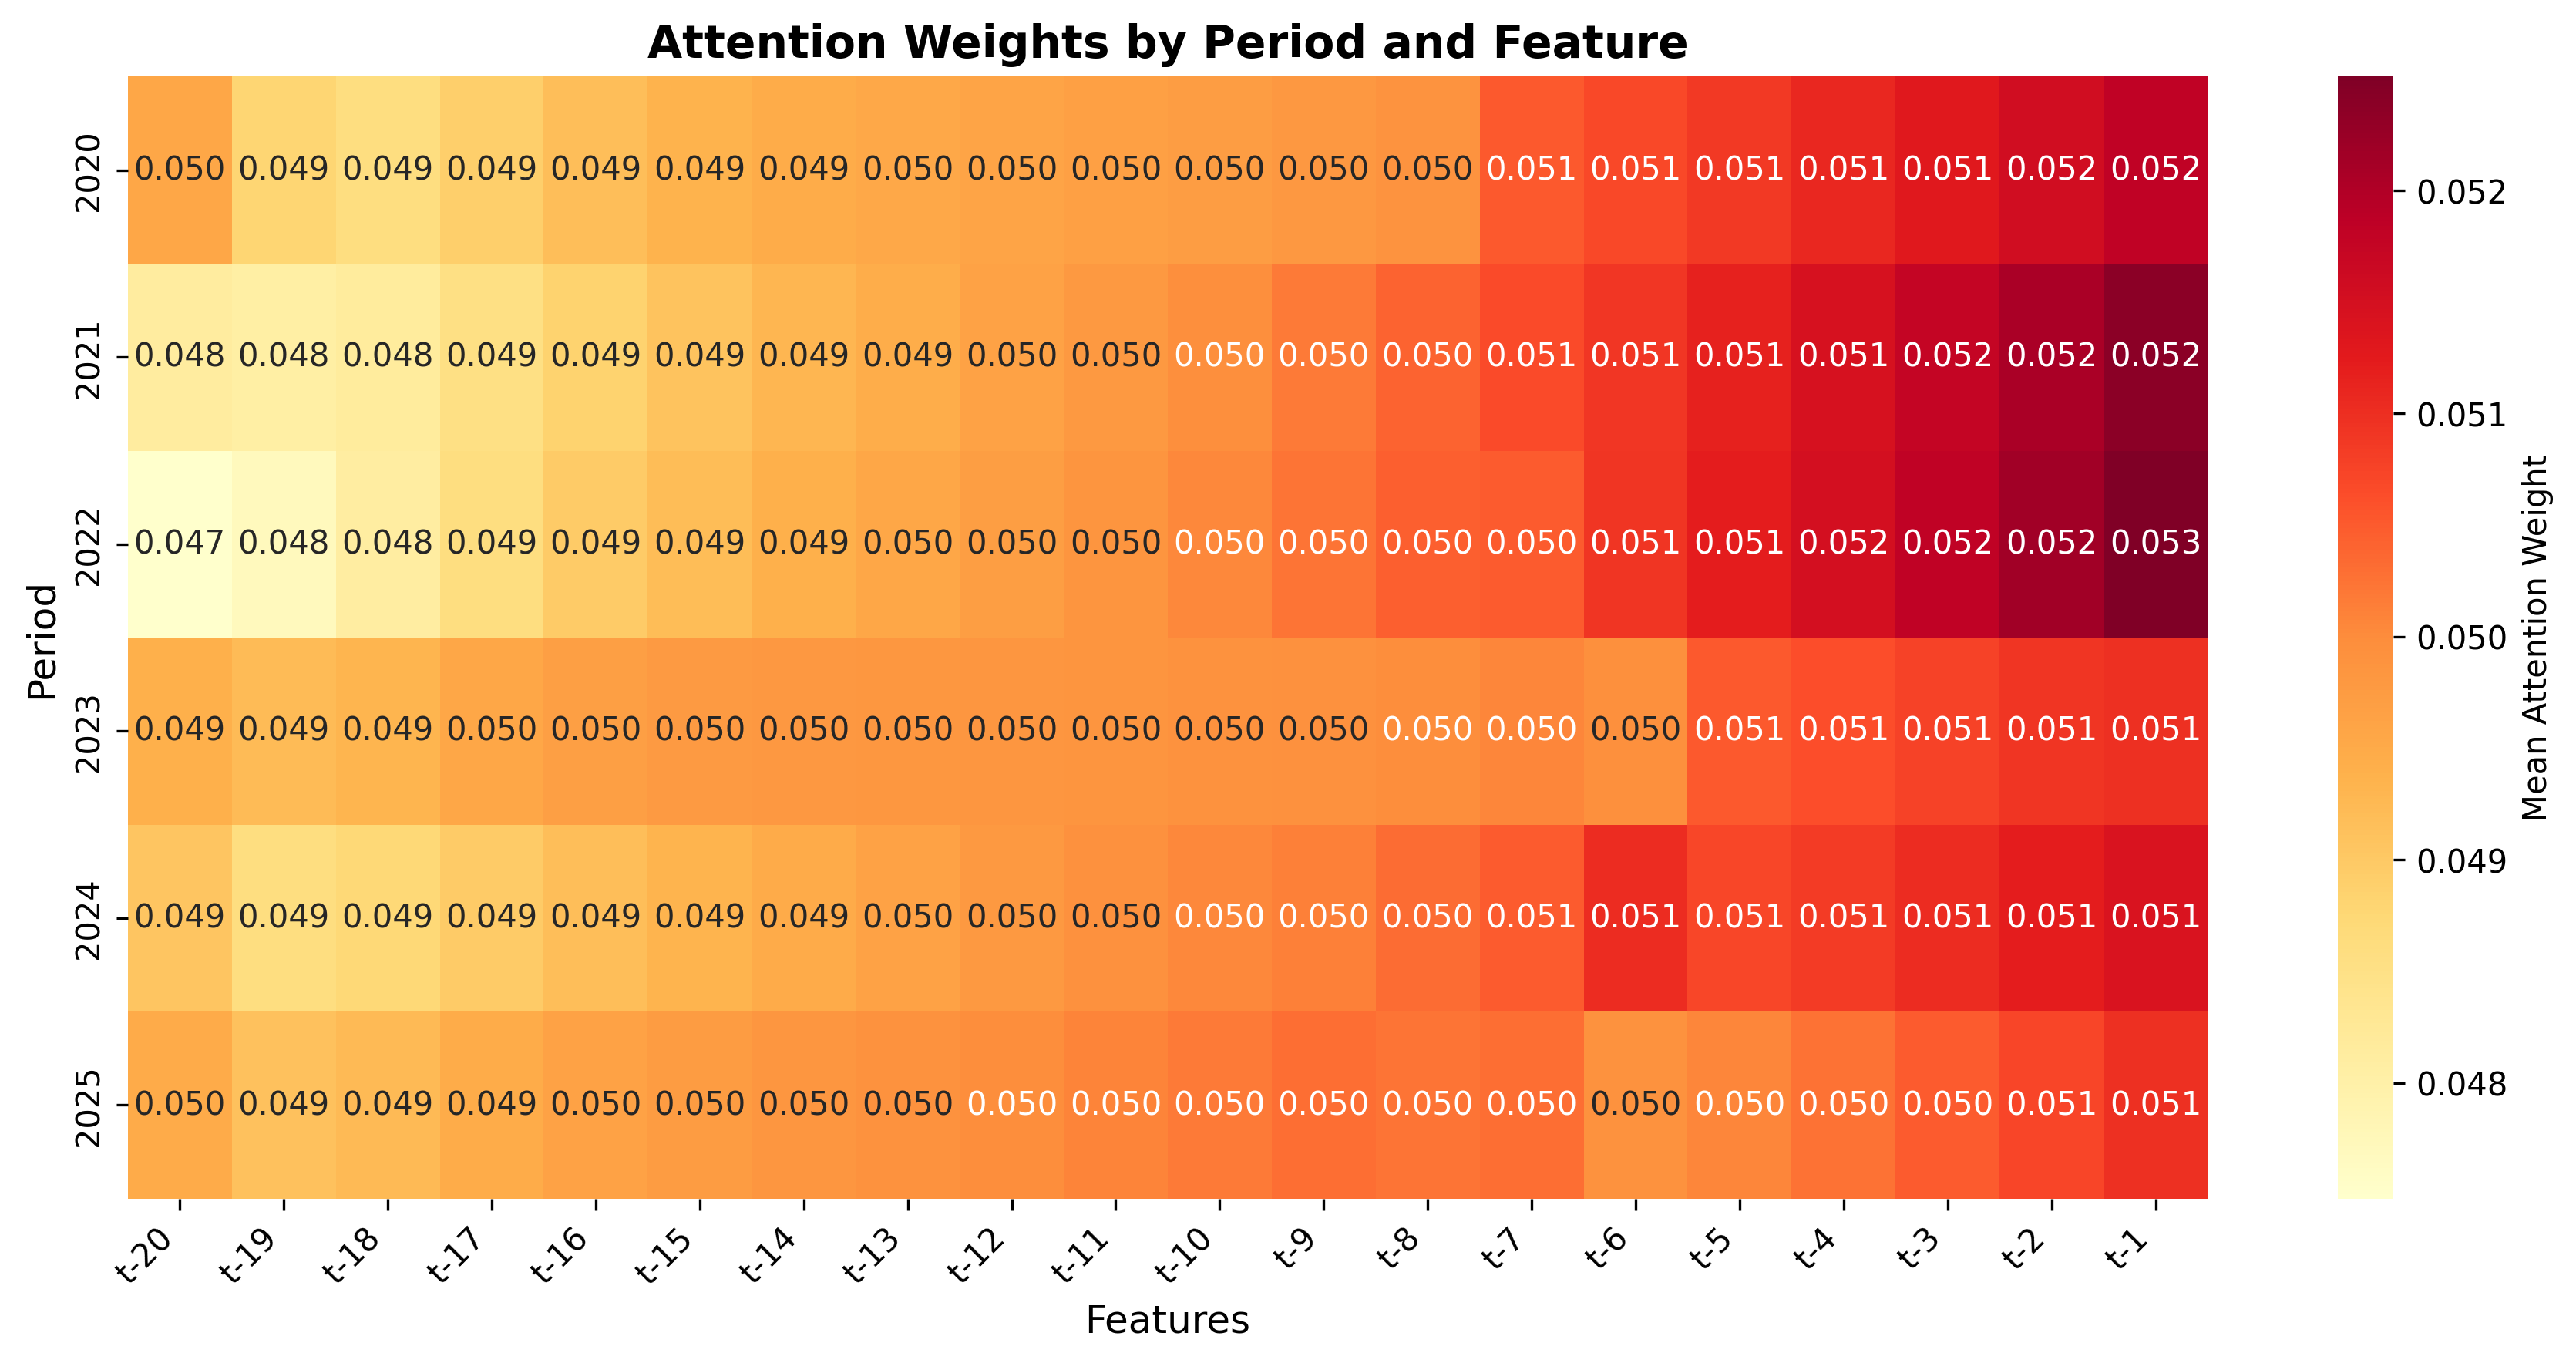 Attention Weights by Period and Feature
2020 0.050 0.049 0.049 0.049 0.049 0.049 0.049 0.050 0.050 0.050 0.050 0.050 0.050 0.051 0.051 0.051 0.051 0.051 0.052 0.052
2021 0.048 0.048 0.048 0.049 0.049 0.049 0.049 0.049 0.050 0.050 0.050 0.050 0.050 0.051 0.051 0.051 0.051 0.052 0.052 0.052
2022 0.047 0.048 0.048 0.049 0.049 0.049 0.049 0.050 0.050 0.050 0.050 0.050 0.050 0.050 0.051 0.051 0.052 0.052 0.052 0.053
2023 0.049 0.049 0.049 0.050 0.050 0.050 0.050 0.050 0.050 0.050 0.050 0.050 0.050 0.050 0.050 0.051 0.051 0.051 0.051 0.051
2024 0.049 0.049 0.049 0.049 0.049 0.049 0.049 0.050 0.050 0.050 0.050 0.050 0.050 0.051 0.051 0.051 0.051 0.051 0.051 0.051
2025 0.050 0.049 0.049 0.049 0.050 0.050 0.050 0.050 0.050 0.050 0.050 0.050 0.050 0.050 0.050 0.050 0.050 0.050 0.051 0.051
Period
t-20 t-19 t-18 t-17 t-16 t-15 t-14 t-13 t-12 t-11 t-10 t-9 t-8 t-7 t-6 t-5 t-4 t-3 t-2 t-1
Features
0.052
0.051
0.050
0.049
0.048
Mean Attention Weight